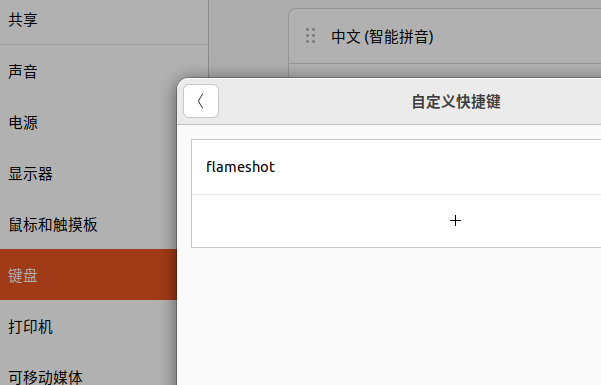 共享
声音
电源
显示器
鼠标和触摸板
键盘
打印机
可移动媒体
中文 (智能拼音)
自定义快捷键
flameshot